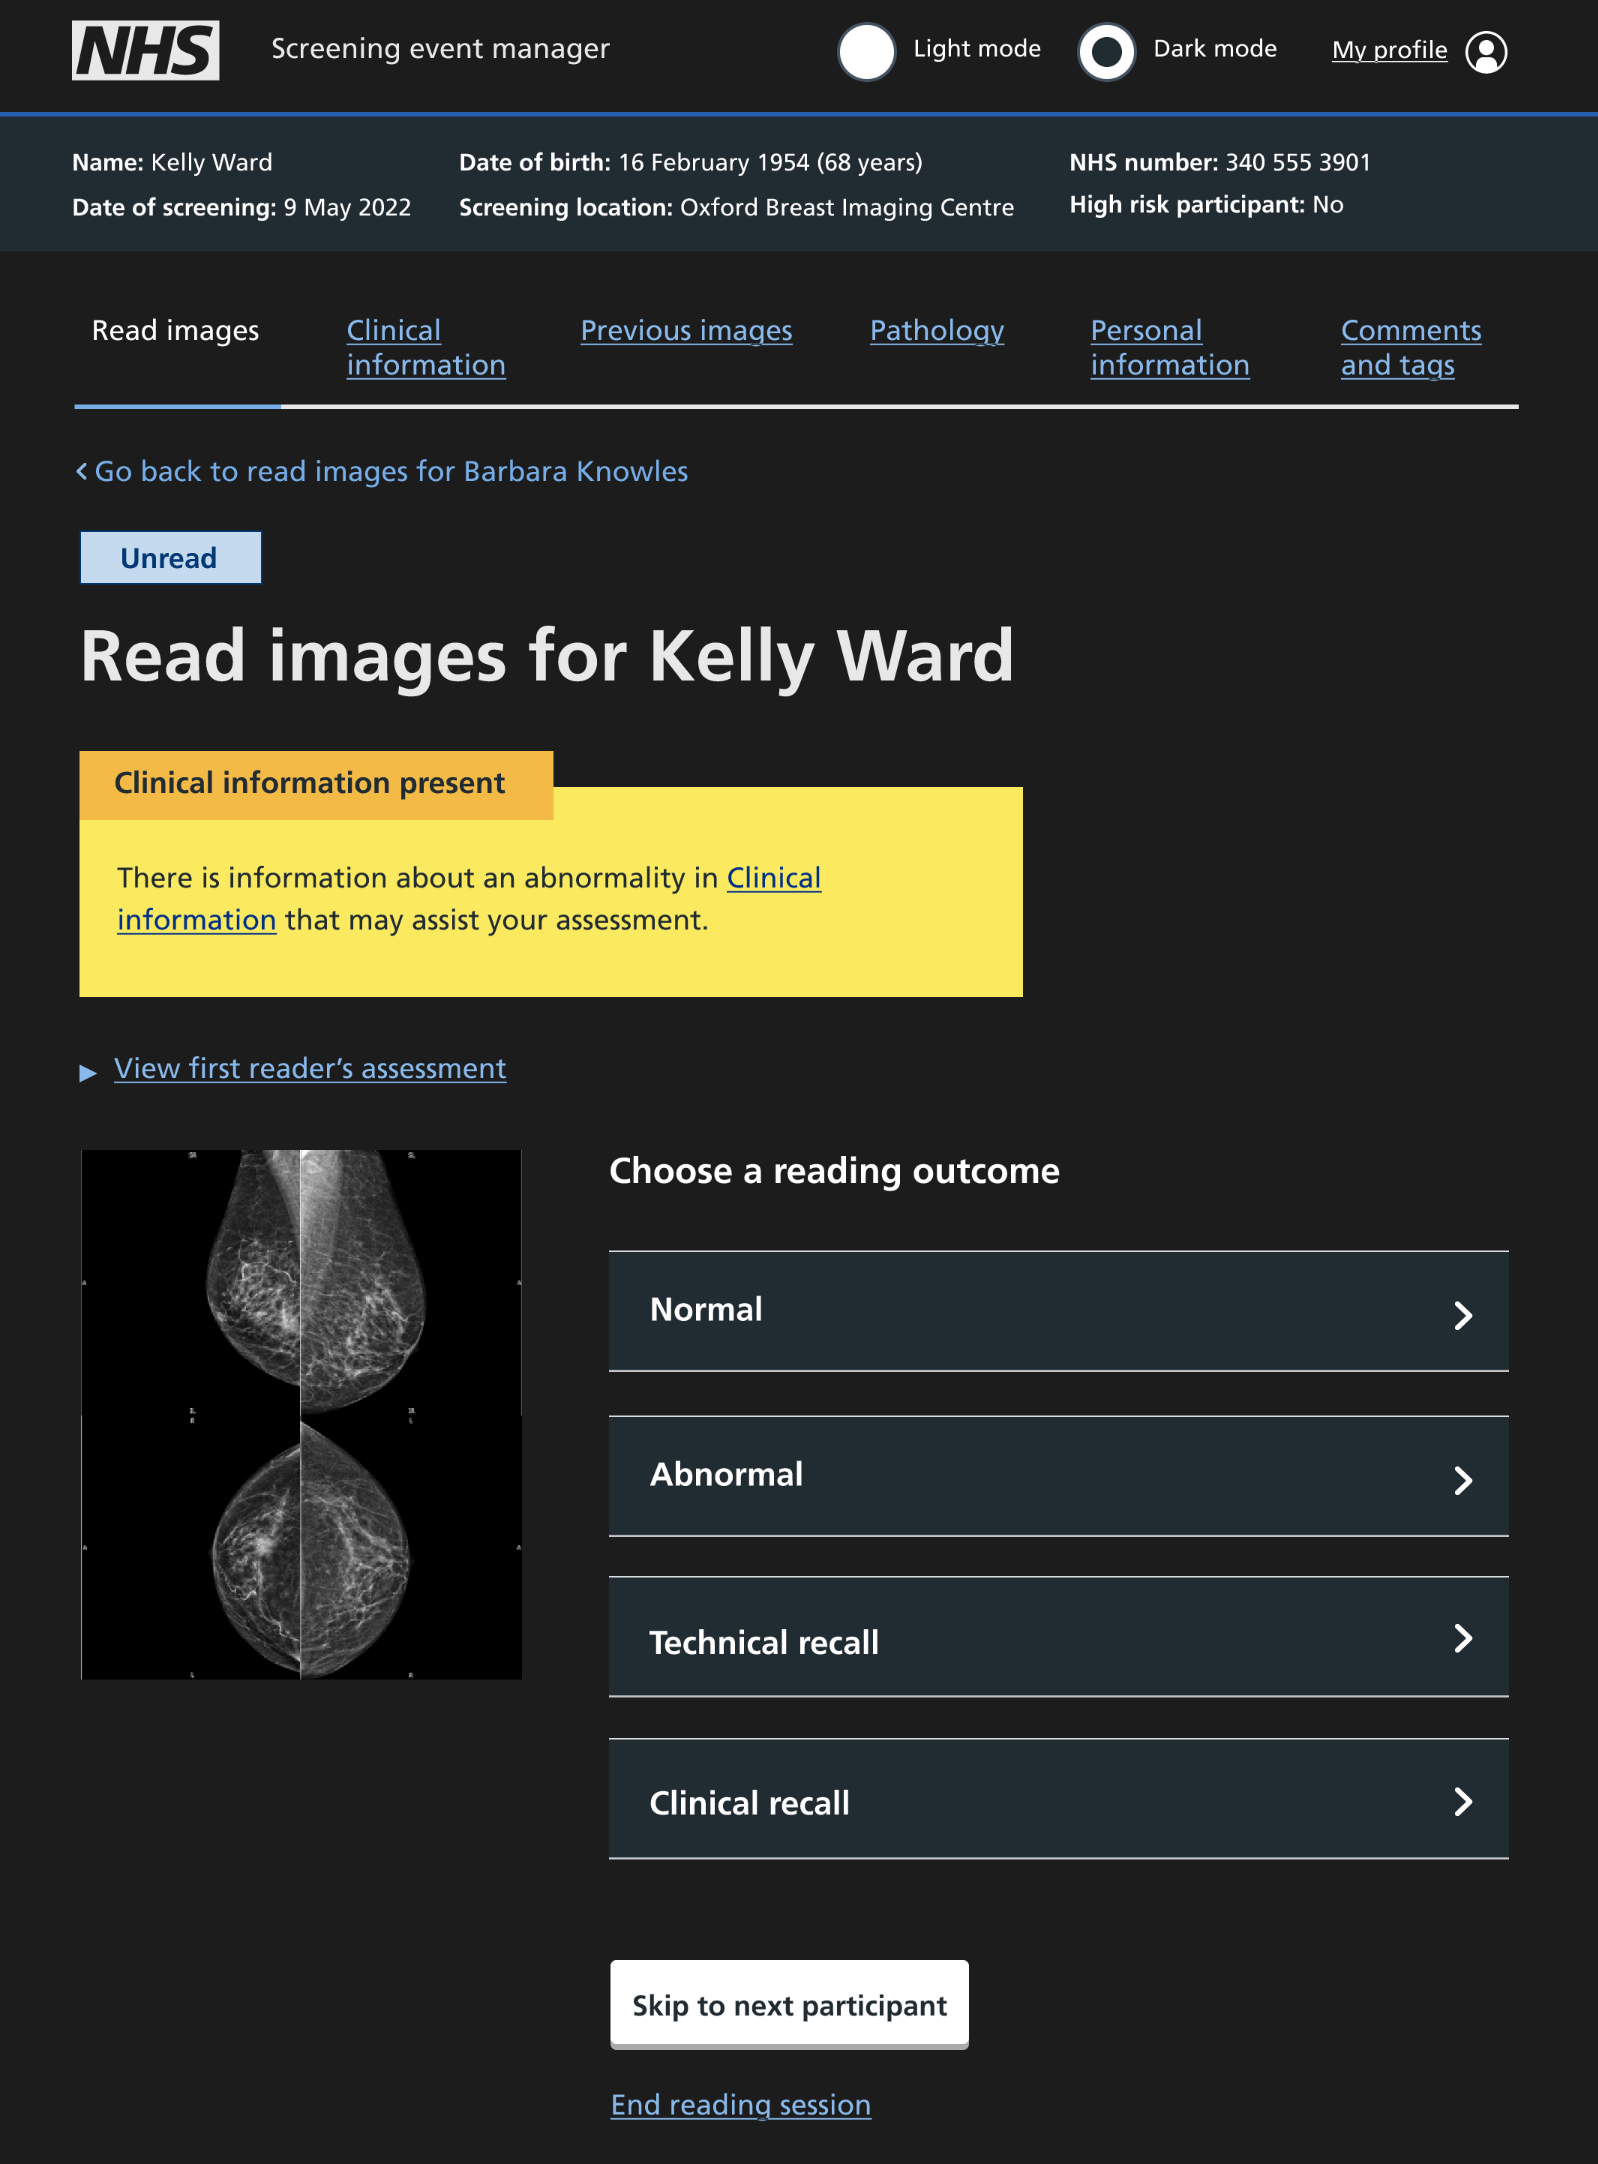 NHS
Screening event manager
Light mode
Dark mode
My profile
Name: Kelly Ward
Date of birth: 16 February 1954 (68 years)
NHS number: 340 555 3901
Date of screening: 9 May 2022
Screening location: Oxford Breast Imaging Centre
High risk participant: No
Read images
Clinical
information
Previous images
Pathology
Personal
information
Comments
and tags
Go back to read images for Barbara Knowles
Unread
Read images for Kelly Ward
Clinical information present
There is information about an abnormality in Clinical
information that may assist your assessment.
View first reader’s assessment
Choose a reading outcome
Normal
Abnormal
Technical recall
Clinical recall
Skip to next participant
End reading session